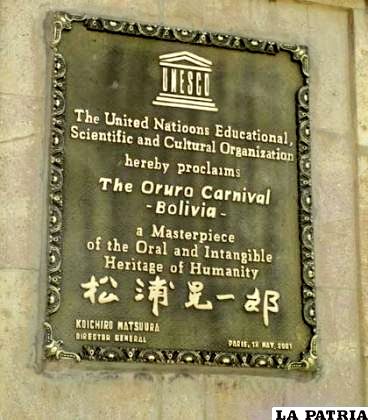 UNESCO
The United Natioons Educational,
Scientific and Cultural Organization
hereby proclaims
The Oruro Carnival
- Bolivia -
a Masterpiece
of the Oral and Intangible
Heritage of Humanity
松浦晃一郎
KOICHIRO MATSUURA
DIRECTOR GENERAL
PARIS, 18 MAY, 2001
LA PATRIA